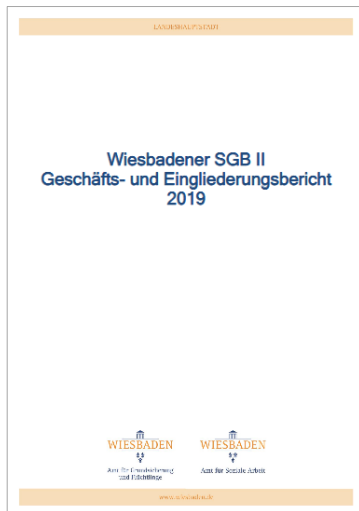 LANDESHAUPTSTADT
Wiesbadener SGB II
Geschäfts- und Eingliederungsbericht
2019
WIESBADEN
Amt für Grundsicherung
und Flüchtlinge
WIESBADEN
Amt für Soziale Arbeit
www.wiesbaden.de